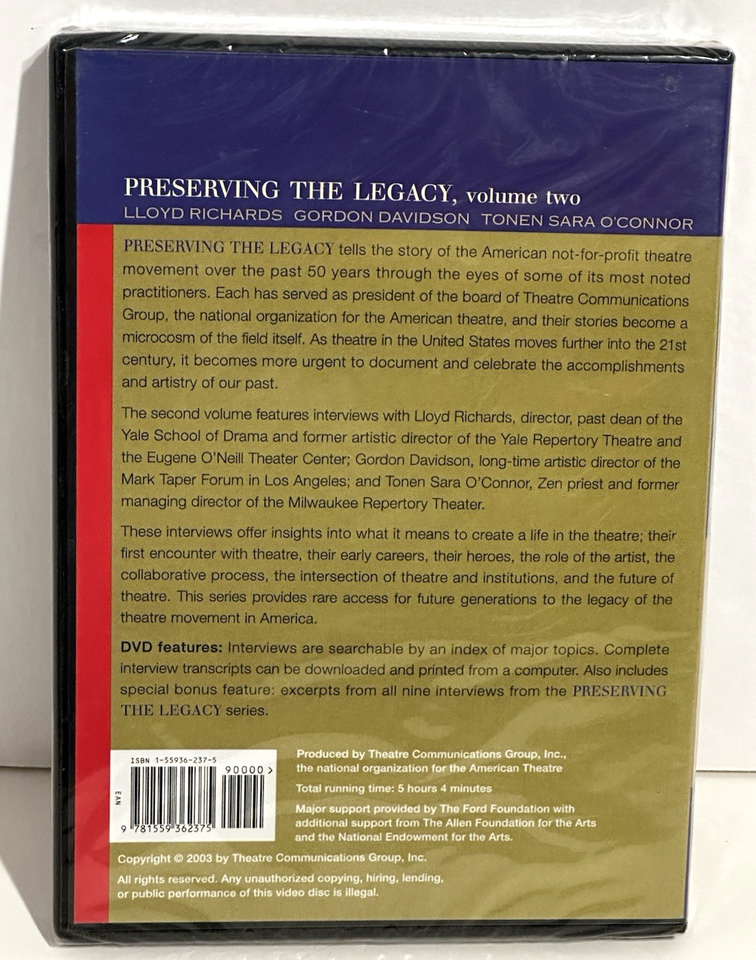 PRESERVING THE LEGACY, volume two
LLOYD RICHARDS GORDON DAVIDSON TONEN SARA O'CONNOR
PRESERVING THE LEGACY tells the story of the American not-for-profit theatre
movement over the past 50 years through the eyes of some of its most noted
practitioners. Each has served as president of the board of Theatre Communications
Group, the national organization for the American theatre, and their stories become a
microcosm of the field itself. As theatre in the United States moves further into the 21st
century, it becomes more urgent to document and celebrate the accomplishments
and artistry of our past.
The second volume features interviews with Lloyd Richards, director, past dean of the
Yale School of Drama and former artistic director of the Yale Repertory Theatre and
the Eugene O'Neill Theater Center; Gordon Davidson, long-time artistic director of the
Mark Taper Forum in Los Angeles; and Tonen Sara O'Connor, Zen priest and former
managing director of the Milwaukee Repertory Theater.
These interviews offer insights into what it means to create a life in the theatre; their
first encounter with theatre, their early careers, their heroes, the role of the artist, the
collaborative process, the intersection of theatre and institutions, and the future of
theatre. This series provides rare access for future generations to the legacy of the
theatre movement in America.
DVD features: Interviews are searchable by an index of major topics. Complete
interview transcripts can be downloaded and printed from a computer. Also includes
special bonus feature: excerpts from all nine interviews from the PRESERVING
THE LEGACY series.
ISBN 1-55936-237-5
90000 >
EAN
9 781559 362375
Produced by Theatre Communications Group, Inc.,
the national organization for the American Theatre
Total running time: 5 hours 4 minutes
Major support provided by The Ford Foundation with
additional support from The Allen Foundation for the Arts
and the National Endowment for the Arts.
Copyright © 2003 by Theatre Communications Group, Inc.
All rights reserved. Any unauthorized copying, hiring, lending,
or public performance of this video disc is illegal.